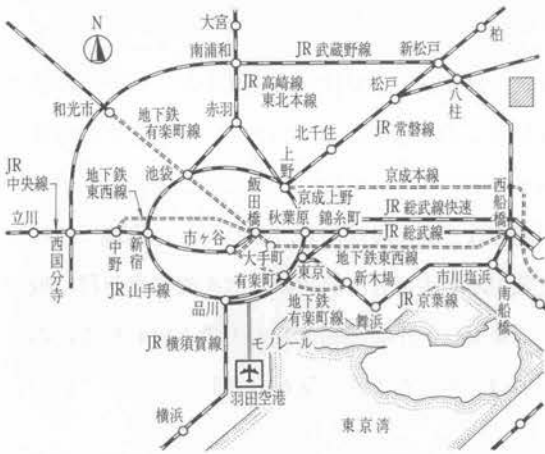 N
大宮
南浦和
JR 武蔵野線
新松戸
柏
JR 高崎線
東北本線
松戸
八柱
和光市
地下鉄
有楽町線
赤羽
北千住
JR 常磐線
池袋
上野
JR
中央線
地下鉄
東西線
飯田橋
京成上野
京成本線
西船橋
立川
新宿
秋葉原
錦糸町
JR 総武線快速
JR 総武線
市ヶ谷
西国分寺
中野
大手町
東京
地下鉄東西線
有楽町
新木場
市川塩浜
JR 山手線
品川
地下鉄
有楽町線
舞浜
JR 京葉線
南船橋
JR 横須賀線
モノレール
羽田空港
横浜
東京湾